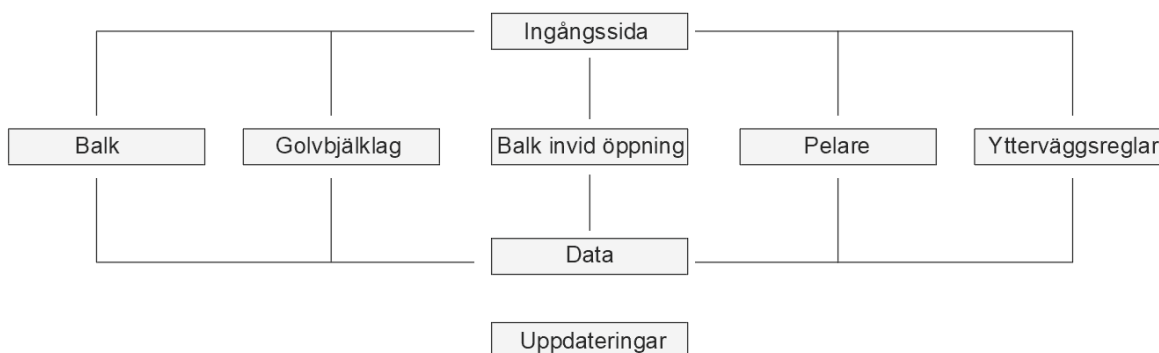 Ingångssida
Balk
Golvbjälklag
Balk invid öppning
Pelare
Ytterväggsreglar
Data
Uppdateringar